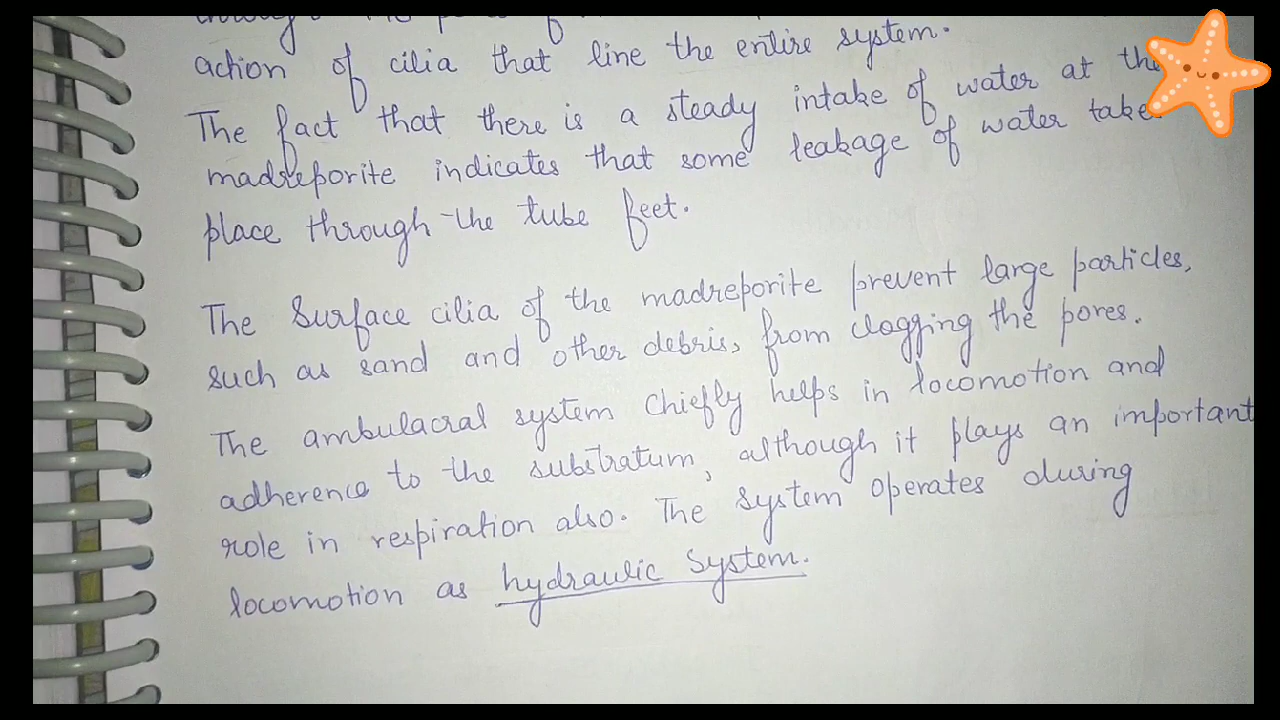 action of cilia that line the entire system.
The fact that there is a steady intake of water at the
madreporite indicates that some leakage of water take
place through the tube feet.
The Surface cilia of the madreporite prevent large particles,
such as sand and other debris, from clogging the pores.
The ambulacral system chiefly helps in locomotion and
adherence to the substratum, although it plays an important
role in respiration also. The system operates during
locomotion as hydraulic System.